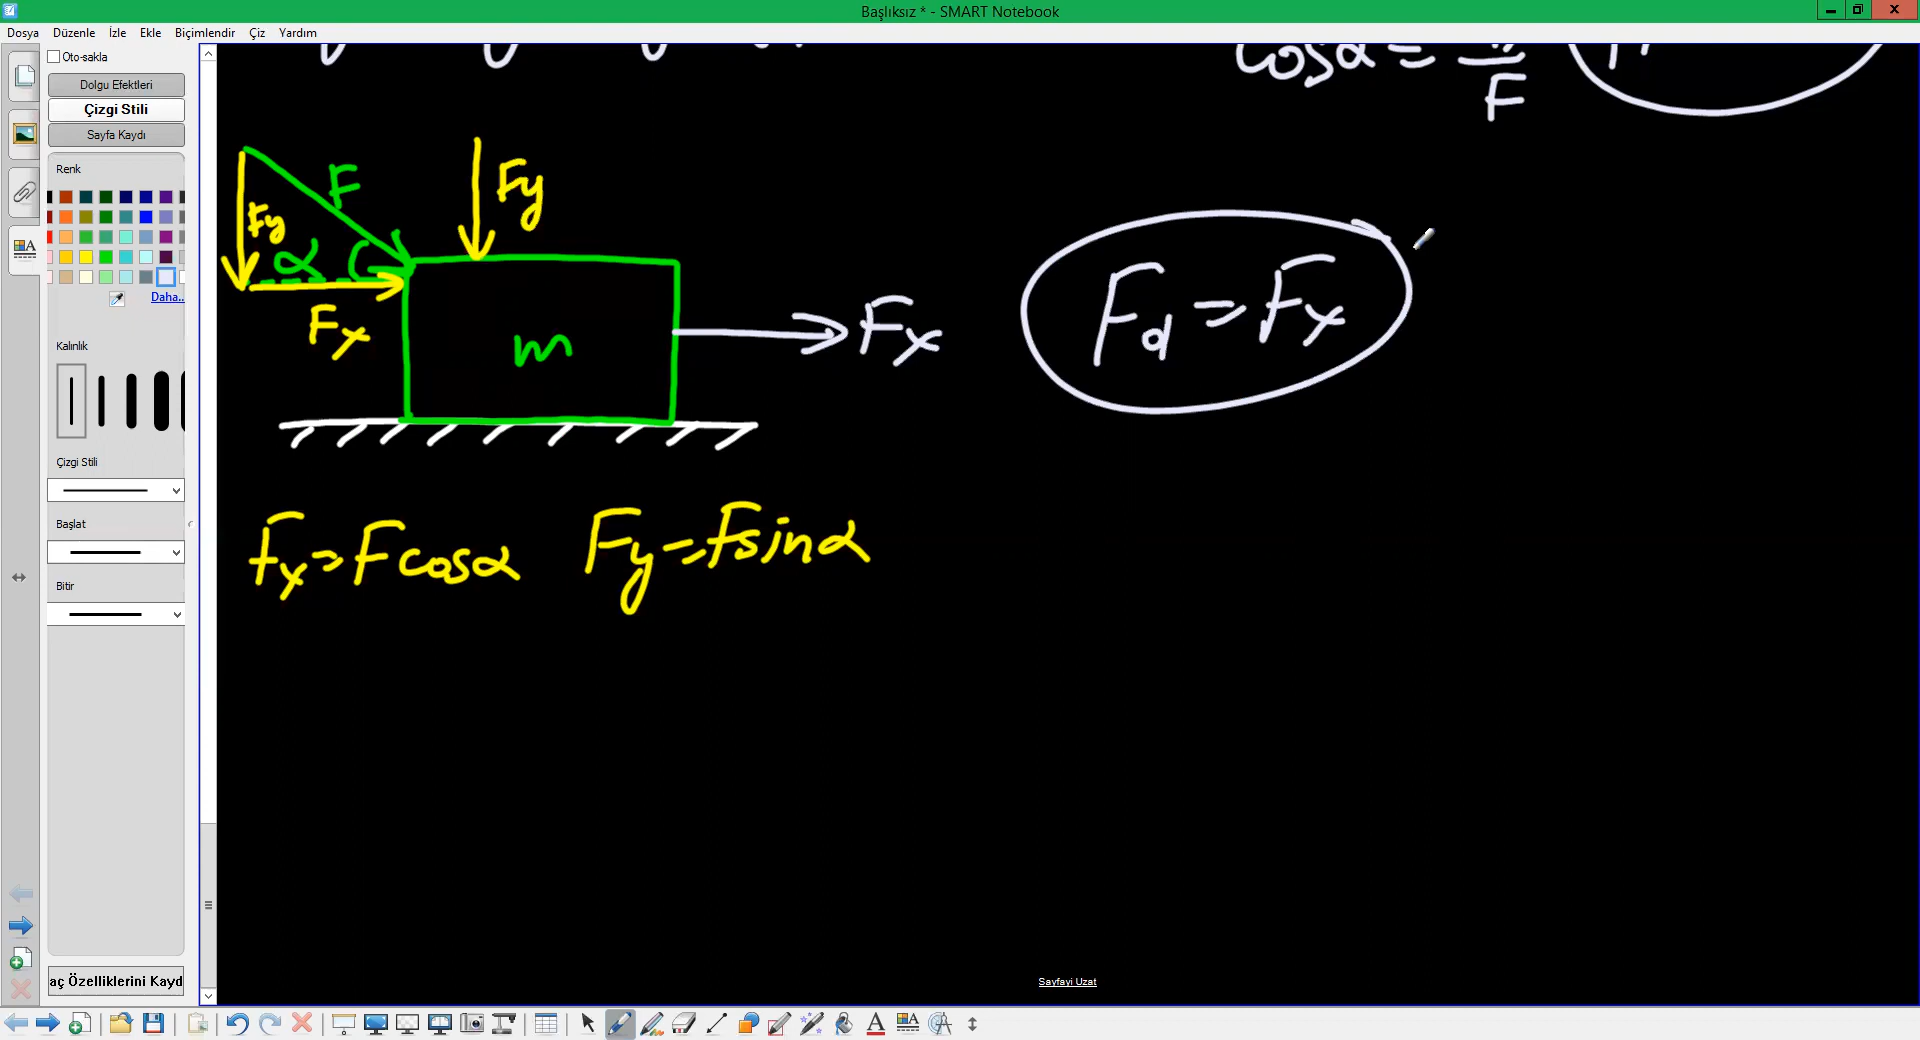 Başlıksız * - SMART Notebook
Dosya Düzenle İzle Ekle Biçimlendir Çiz Yardım
Oto-sakla
Dolgu Efektleri
Çizgi Stili
Sayfa Kaydı
Renk
Daha..
Kalınlık
Çizgi Stili
Başlat
Bitir
aç Özelliklerini Kayd
cosα =
F
F
Fy
Fy
α
Fx
m
Fx
Fd = Fx
Fx = F cosα Fy = Fsinα
Sayfayi Uzat